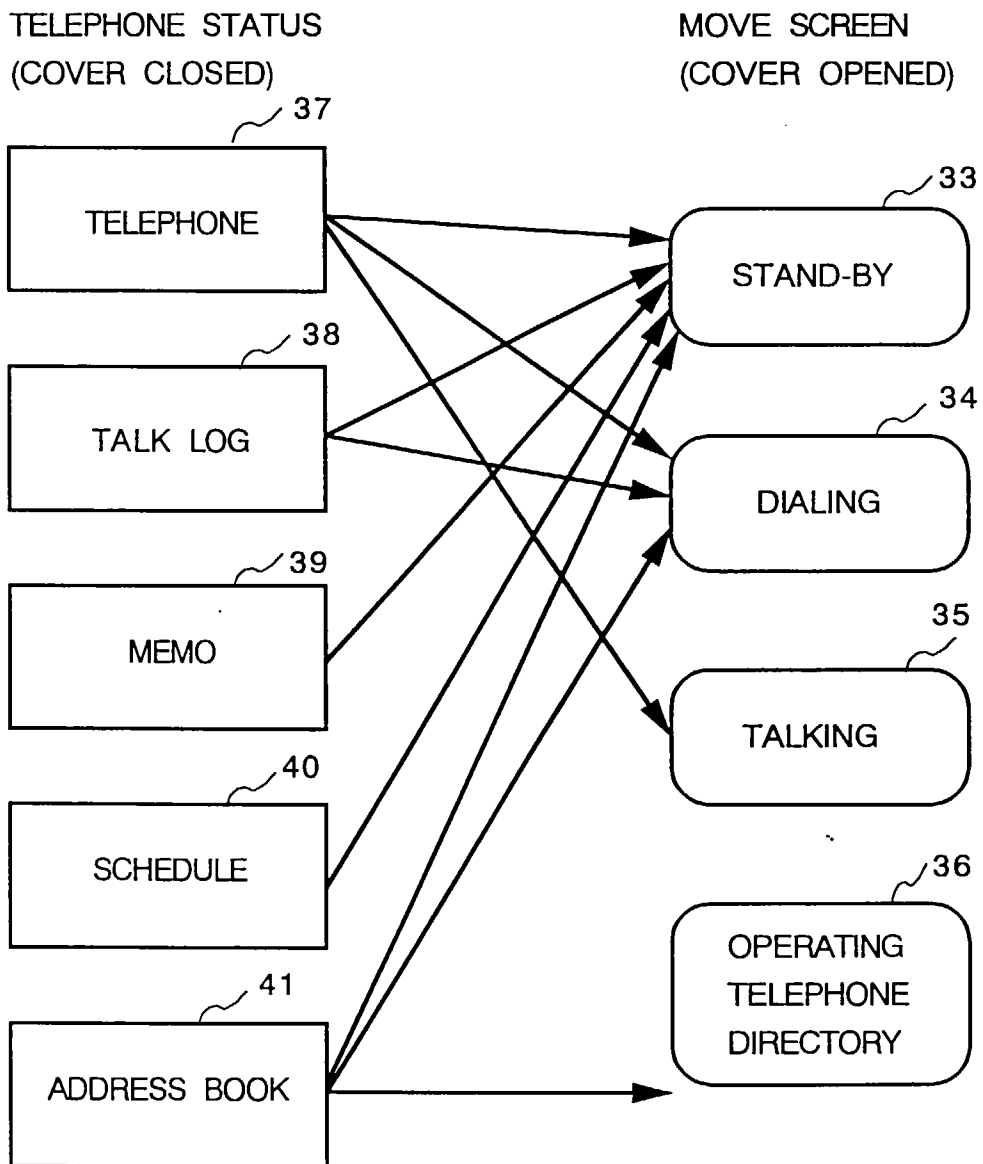 TELEPHONE STATUS
(COVER CLOSED)
MOVE SCREEN
(COVER OPENED)
37
TELEPHONE
33
STAND-BY
38
TALK LOG
34
DIALING
39
MEMO
35
TALKING
40
SCHEDULE
36
OPERATING
TELEPHONE
DIRECTORY
41
ADDRESS BOOK